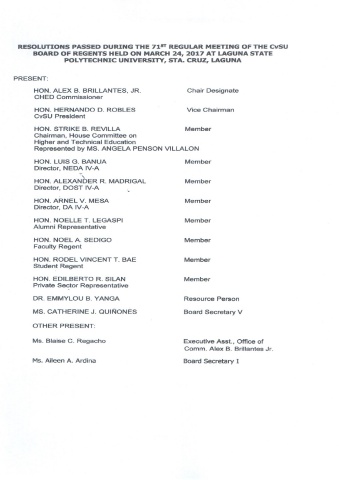 RESOLUTIONS PASSED DURING THE 71ST REGULAR MEETING OF THE CvSU
BOARD OF REGENTS HELD ON MARCH 24, 2017 AT LAGUNA STATE
POLYTECHNIC UNIVERSITY, STA. CRUZ, LAGUNA
PRESENT:
HON. ALEX B. BRILLANTES, JR. Chair Designate
CHED Commissioner
HON. HERNANDO D. ROBLES Vice Chairman
CvSU President
HON. STRIKE B. REVILLA Member
Chairman, House Committee on
Higher and Technical Education
Represented by MS. ANGELA PENSON VILLALON
HON. LUIS G. BANUA Member
Director, NEDA IV-A
HON. ALEXANDER R. MADRIGAL Member
Director, DOST IV-A
HON. ARNEL V. MESA Member
Director, DA IV-A
HON. NOELLE T. LEGASPI Member
Alumni Representative
HON. NOEL A. SEDIGO Member
Faculty Regent
HON. RODEL VINCENT T. BAE Member
Student Regent
HON. EDILBERTO R. SILAN Member
Private Sector Representative
DR. EMMYLOU B. YANGA Resource Person
MS. CATHERINE J. QUIÑONES Board Secretary V
OTHER PRESENT:
Ms. Blaise C. Regacho Executive Asst., Office of
Comm. Alex B. Brillantes Jr.
Ms. Aileen A. Ardina Board Secretary I